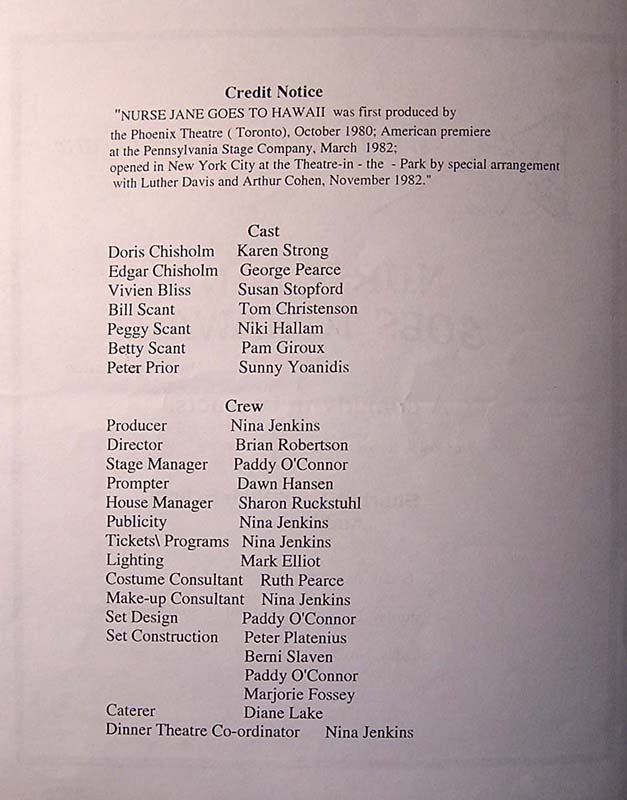 Credit Notice
"NURSE JANE GOES TO HAWAII was first produced by
the Phoenix Theatre ( Toronto), October 1980; American premiere
at the Pennsylvania Stage Company, March 1982;
opened in New York City at the Theatre-in - the - Park by special arrangement
with Luther Davis and Arthur Cohen, November 1982."
Cast
Doris Chisholm Karen Strong
Edgar Chisholm George Pearce
Vivien Bliss Susan Stopford
Bill Scant Tom Christenson
Peggy Scant Niki Hallam
Betty Scant Pam Giroux
Peter Prior Sunny Yoanidis
Crew
Producer Nina Jenkins
Director Brian Robertson
Stage Manager Paddy O'Connor
Prompter Dawn Hansen
House Manager Sharon Ruckstuhl
Publicity Nina Jenkins
Tickets\ Programs Nina Jenkins
Lighting Mark Elliot
Costume Consultant Ruth Pearce
Make-up Consultant Nina Jenkins
Set Design Paddy O'Connor
Set Construction Peter Platenius
Berni Slaven
Paddy O'Connor
Marjorie Fossey
Caterer Diane Lake
Dinner Theatre Co-ordinator Nina Jenkins